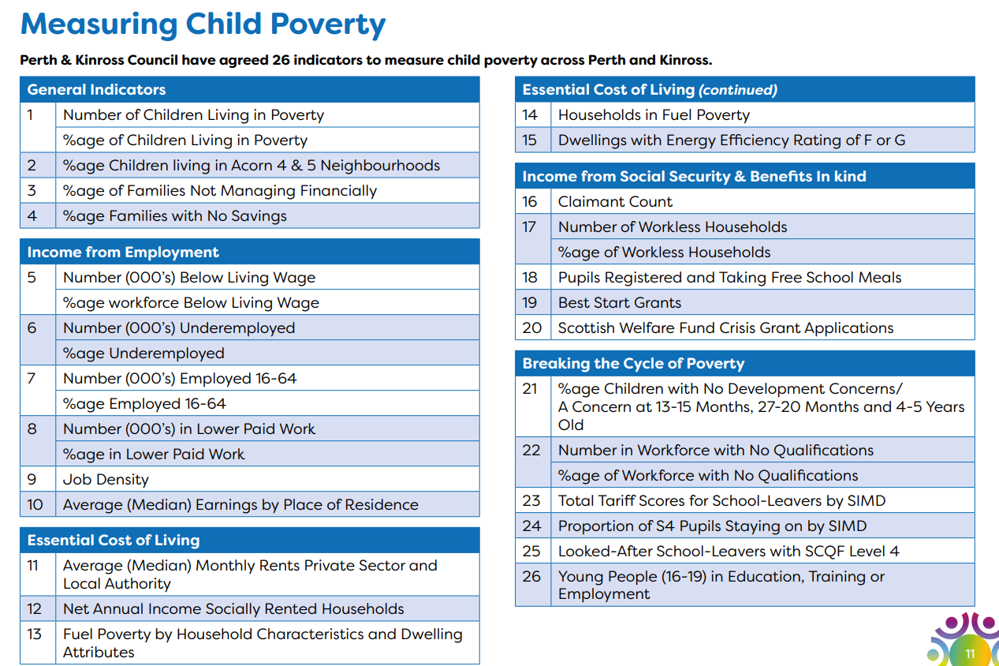 Measuring Child Poverty
Perth & Kinross Council have agreed 26 indicators to measure child poverty across Perth and Kinross.
General Indicators
1 Number of Children Living in Poverty
%age of Children Living in Poverty
2 %age Children living in Acorn 4 & 5 Neighbourhoods
3 %age of Families Not Managing Financially
4 %age Families with No Savings
Income from Employment
5 Number (000’s) Below Living Wage
%age workforce Below Living Wage
6 Number (000’s) Underemployed
%age Underemployed
7 Number (000’s) Employed 16-64
%age Employed 16-64
8 Number (000’s) in Lower Paid Work
%age in Lower Paid Work
9 Job Density
10 Average (Median) Earnings by Place of Residence
Essential Cost of Living
11 Average (Median) Monthly Rents Private Sector and
Local Authority
12 Net Annual Income Socially Rented Households
13 Fuel Poverty by Household Characteristics and Dwelling
Attributes
Essential Cost of Living (continued)
14 Households in Fuel Poverty
15 Dwellings with Energy Efficiency Rating of F or G
Income from Social Security & Benefits In kind
16 Claimant Count
17 Number of Workless Households
%age of Workless Households
18 Pupils Registered and Taking Free School Meals
19 Best Start Grants
20 Scottish Welfare Fund Crisis Grant Applications
Breaking the Cycle of Poverty
21 %age Children with No Development Concerns/
A Concern at 13-15 Months, 27-20 Months and 4-5 Years
Old
22 Number in Workforce with No Qualifications
%age of Workforce with No Qualifications
23 Total Tariff Scores for School-Leavers by SIMD
24 Proportion of S4 Pupils Staying on by SIMD
25 Looked-After School-Leavers with SCQF Level 4
26 Young People (16-19) in Education, Training or
Employment
11